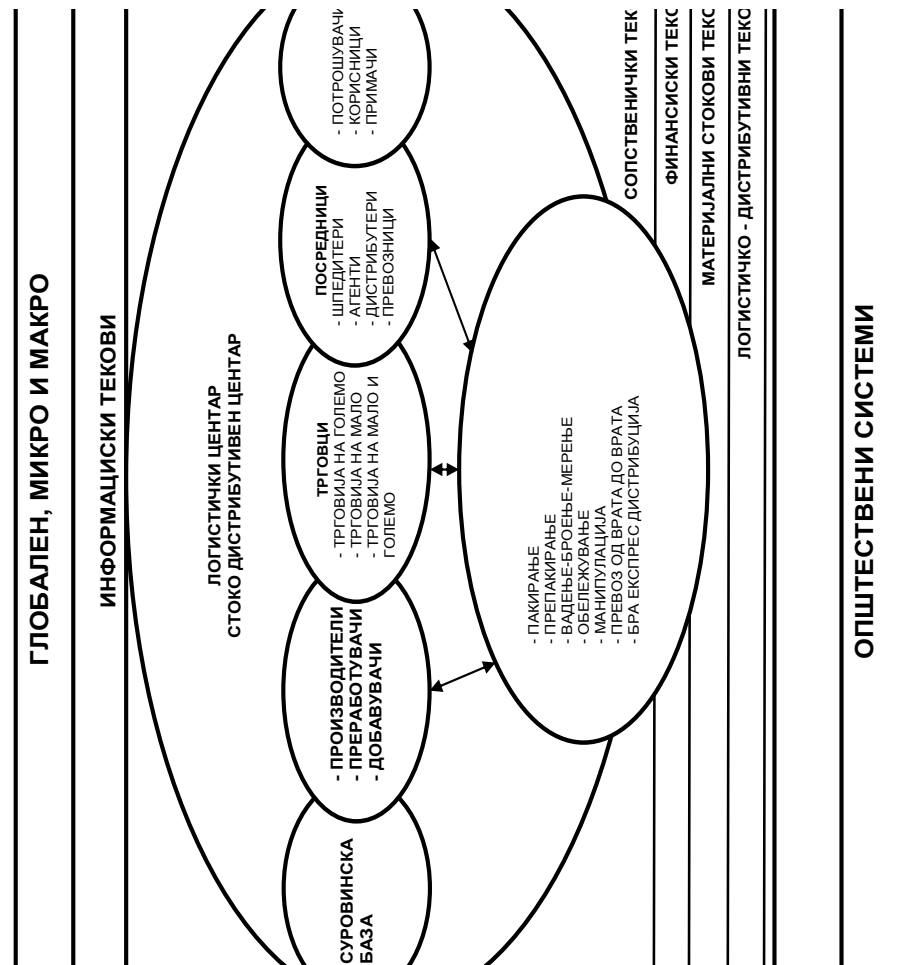 ГЛОБАЛЕН, МИКРО И МАКРО
ИНФОРМАЦИСКИ ТЕКОВИ
ЛОГИСТИЧКИ ЦЕНТАР
СТОКО ДИСТРИБУТИВЕН ЦЕНТАР
СУРОВИНСКА
БАЗА
- ПРОИЗВОДИТЕЛИ
- ПРЕРАБОТУВАЧИ
- ДОБАВУВАЧИ
ТРГОВЦИ
- ТРГОВИЈА НА ГОЛЕМО
- ТРГОВИЈА НА МАЛО
- ТРГОВИЈА НА МАЛО И
ГОЛЕМО
ПОСРЕДНИЦИ
- ШПЕДИТЕРИ
- АГЕНТИ
- ДИСТРИБУТЕРИ
- ПРЕВОЗНИЦИ
- ПОТРОШУВАЧИ
- КОРИСНИЦИ
- ПРИМАЧИ
- ПАКИРАЊЕ
- ПРЕПАКИРАЊЕ
- ВАДЕЊЕ-БРОЕЊЕ-МЕРЕЊЕ
- ОБЕЛЕЖУВАЊЕ
- МАНИПУЛАЦИЈА
- ПРЕВОЗ ОД ВРАТА ДО ВРАТА
- БРА ЕКСПРЕС ДИСТРИБУЦИЈА
СОПСТВЕНИЧКИ ТЕК
ФИНАНСИСКИ ТЕКО
МАТЕРИЈАЛНИ СТОКОВИ ТЕКО
ЛОГИСТИЧКО - ДИСТРИБУТИВНИ ТЕКО
ОПШТЕСТВЕНИ СИСТЕМИ